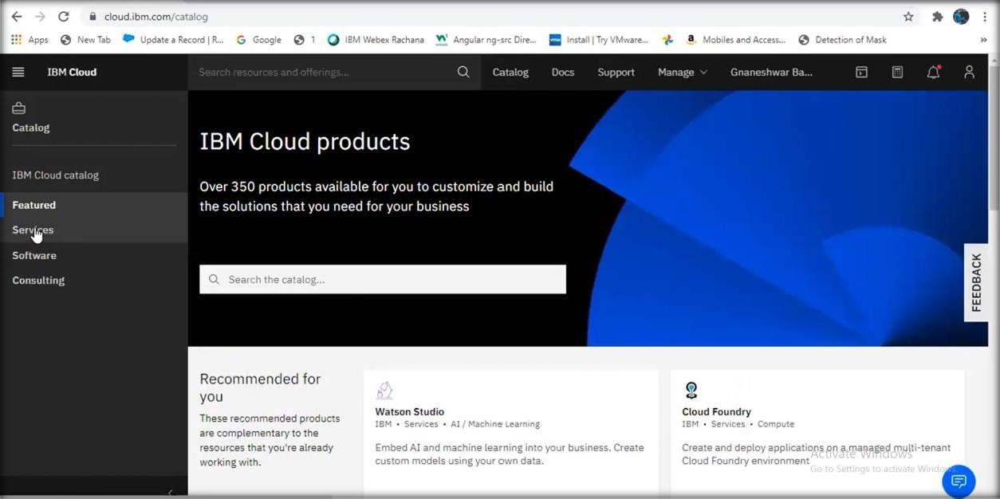 cloud.ibm.com/catalog
Apps New Tab Update a Record | R... Google 1 IBM Webex Rachana Angular ng-src Dire... Install | Try VMware... Mobiles and Access... Detection of Mask »
IBM Cloud Search resources and offerings... Catalog Docs Support Manage Gnaneshwar Ba...
Catalog
IBM Cloud catalog
Featured
Services
Software
Consulting
IBM Cloud products
Over 350 products available for you to customize and build
the solutions that you need for your business
Search the catalog...
FEEDBACK
Recommended for
you
These recommended products
are complementary to the
resources that you're already
working with.
Watson Studio
IBM • Services • AI / Machine Learning
Embed AI and machine learning into your business. Create
custom models using your own data.
Cloud Foundry
IBM • Services • Compute
Create and deploy applications on a managed multi-tenant
Cloud Foundry environment
Activate Windows
Go to Settings to activate Windows.